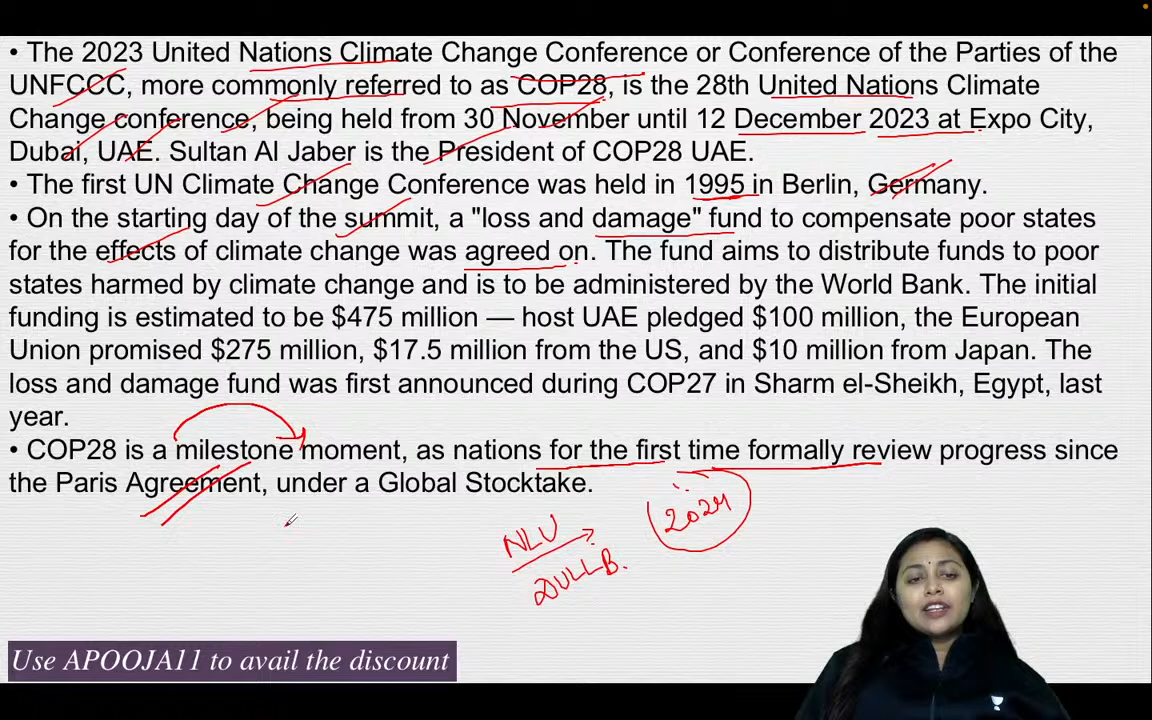 • The 2023 United Nations Climate Change Conference or Conference of the Parties of the
UNFCCC, more commonly referred to as COP28, is the 28th United Nations Climate
Change conference, being held from 30 November until 12 December 2023 at Expo City,
Dubai, UAE. Sultan Al Jaber is the President of COP28 UAE.
• The first UN Climate Change Conference was held in 1995 in Berlin, Germany.
• On the starting day of the summit, a "loss and damage" fund to compensate poor states
for the effects of climate change was agreed on. The fund aims to distribute funds to poor
states harmed by climate change and is to be administered by the World Bank. The initial
funding is estimated to be $475 million — host UAE pledged $100 million, the European
Union promised $275 million, $17.5 million from the US, and $10 million from Japan. The
loss and damage fund was first announced during COP27 in Sharm el-Sheikh, Egypt, last
year.
• COP28 is a milestone moment, as nations for the first time formally review progress since
the Paris Agreement, under a Global Stocktake.
2024
NLU
DULLB.
Use APOOJA11 to avail the discount